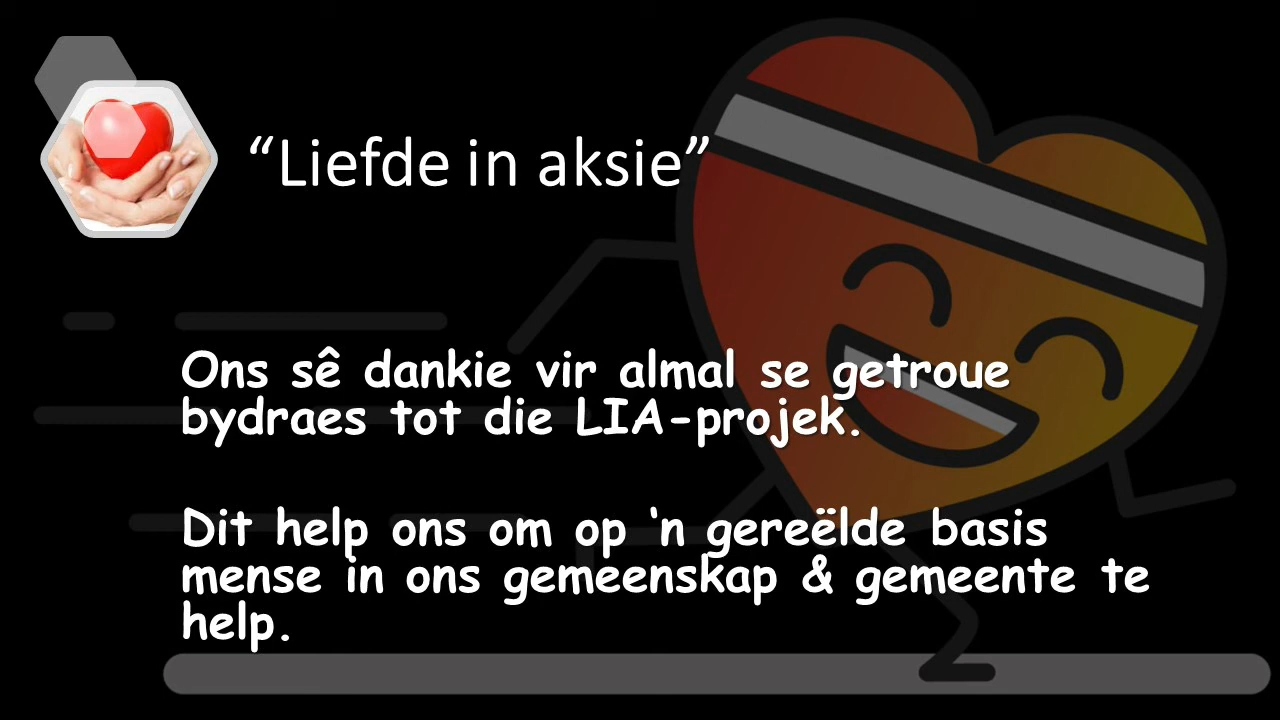 “Liefde in aksie”
Ons sê dankie vir almal se getroue
bydraes tot die LIA-projek.
Dit help ons om op ‘n gereëlde basis
mense in ons gemeenskap & gemeente te
help.